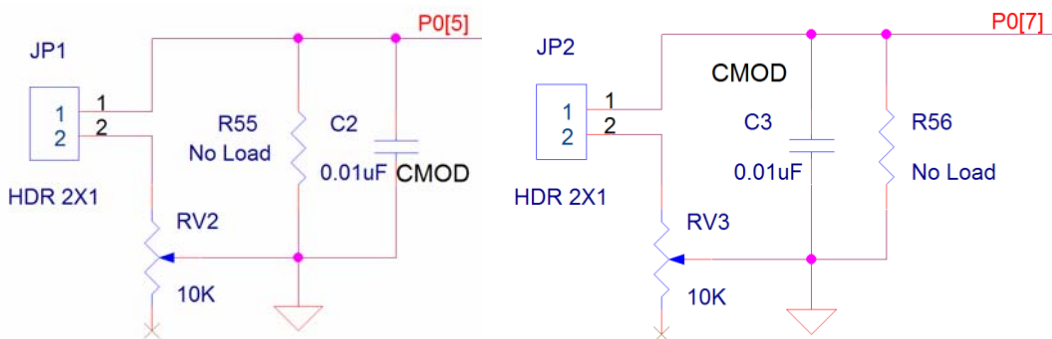 P0[5]
JP1
1
2
1
2
R55
No Load
C2
0.01uF
CMOD
HDR 2X1
RV2
10K
P0[7]
JP2
CMOD
1
2
1
2
C3
0.01uF
R56
No Load
HDR 2X1
RV3
10K